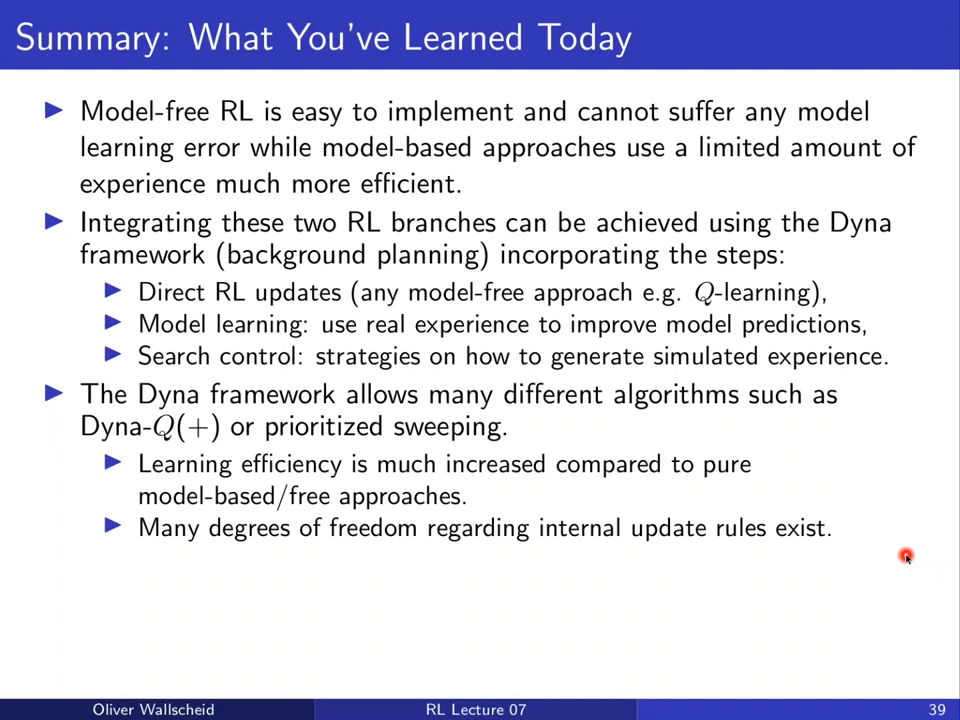 Summary: What You've Learned Today
Model-free RL is easy to implement and cannot suffer any model
learning error while model-based approaches use a limited amount of
experience much more efficient.
Integrating these two RL branches can be achieved using the Dyna
framework (background planning) incorporating the steps:
Direct RL updates (any model-free approach e.g. Q-learning),
Model learning: use real experience to improve model predictions,
Search control: strategies on how to generate simulated experience.
The Dyna framework allows many different algorithms such as
Dyna-Q(+) or prioritized sweeping.
Learning efficiency is much increased compared to pure
model-based/free approaches.
Many degrees of freedom regarding internal update rules exist.
Oliver Wallscheid RL Lecture 07 39